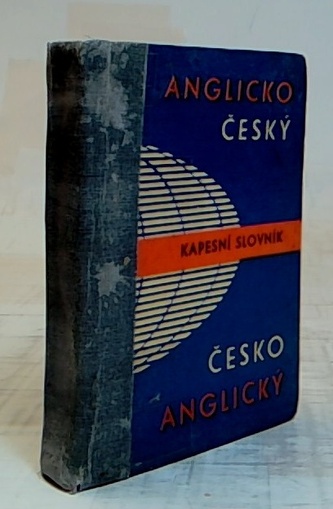 ANGLICKO
ČESKÝ
KAPESNÍ SLOVNÍK
ČESKO
ANGLICKÝ